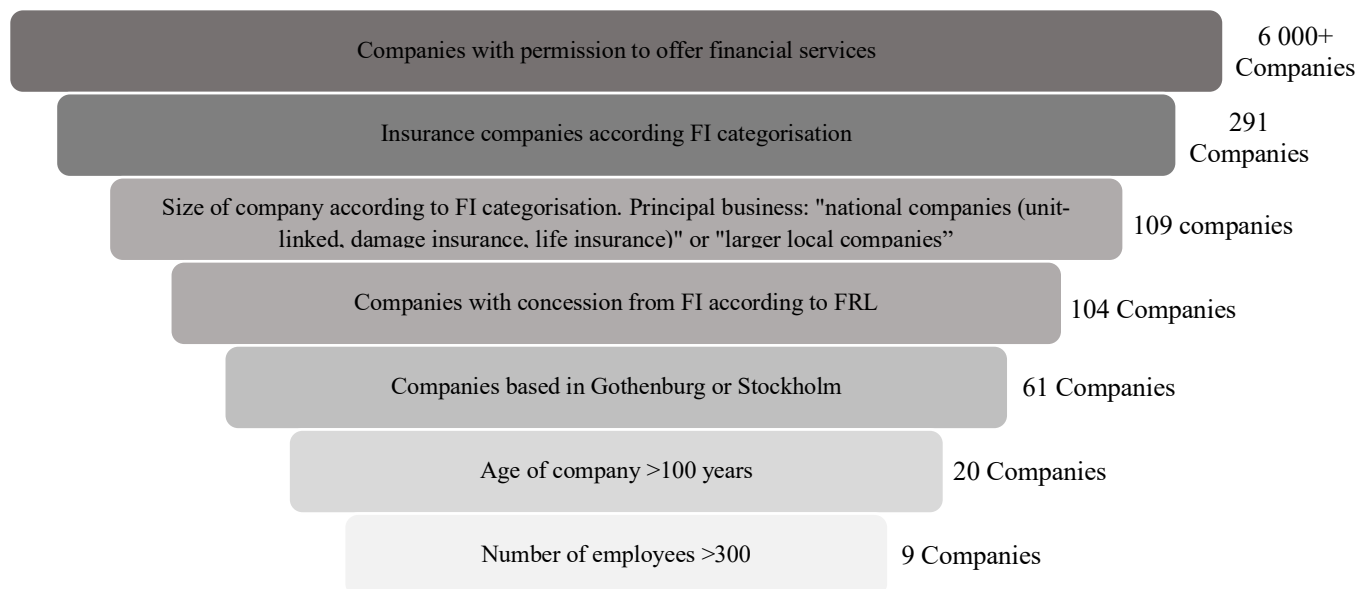 Companies with permission to offer financial services
6 000+
Companies
Insurance companies according FI categorisation
291
Companies
Size of company according to FI categorisation. Principal business: "national companies (unit-
linked, damage insurance, life insurance)" or "larger local companies”
109 companies
Companies with concession from FI according to FRL
104 Companies
Companies based in Gothenburg or Stockholm
61 Companies
Age of company >100 years
20 Companies
Number of employees >300
9 Companies